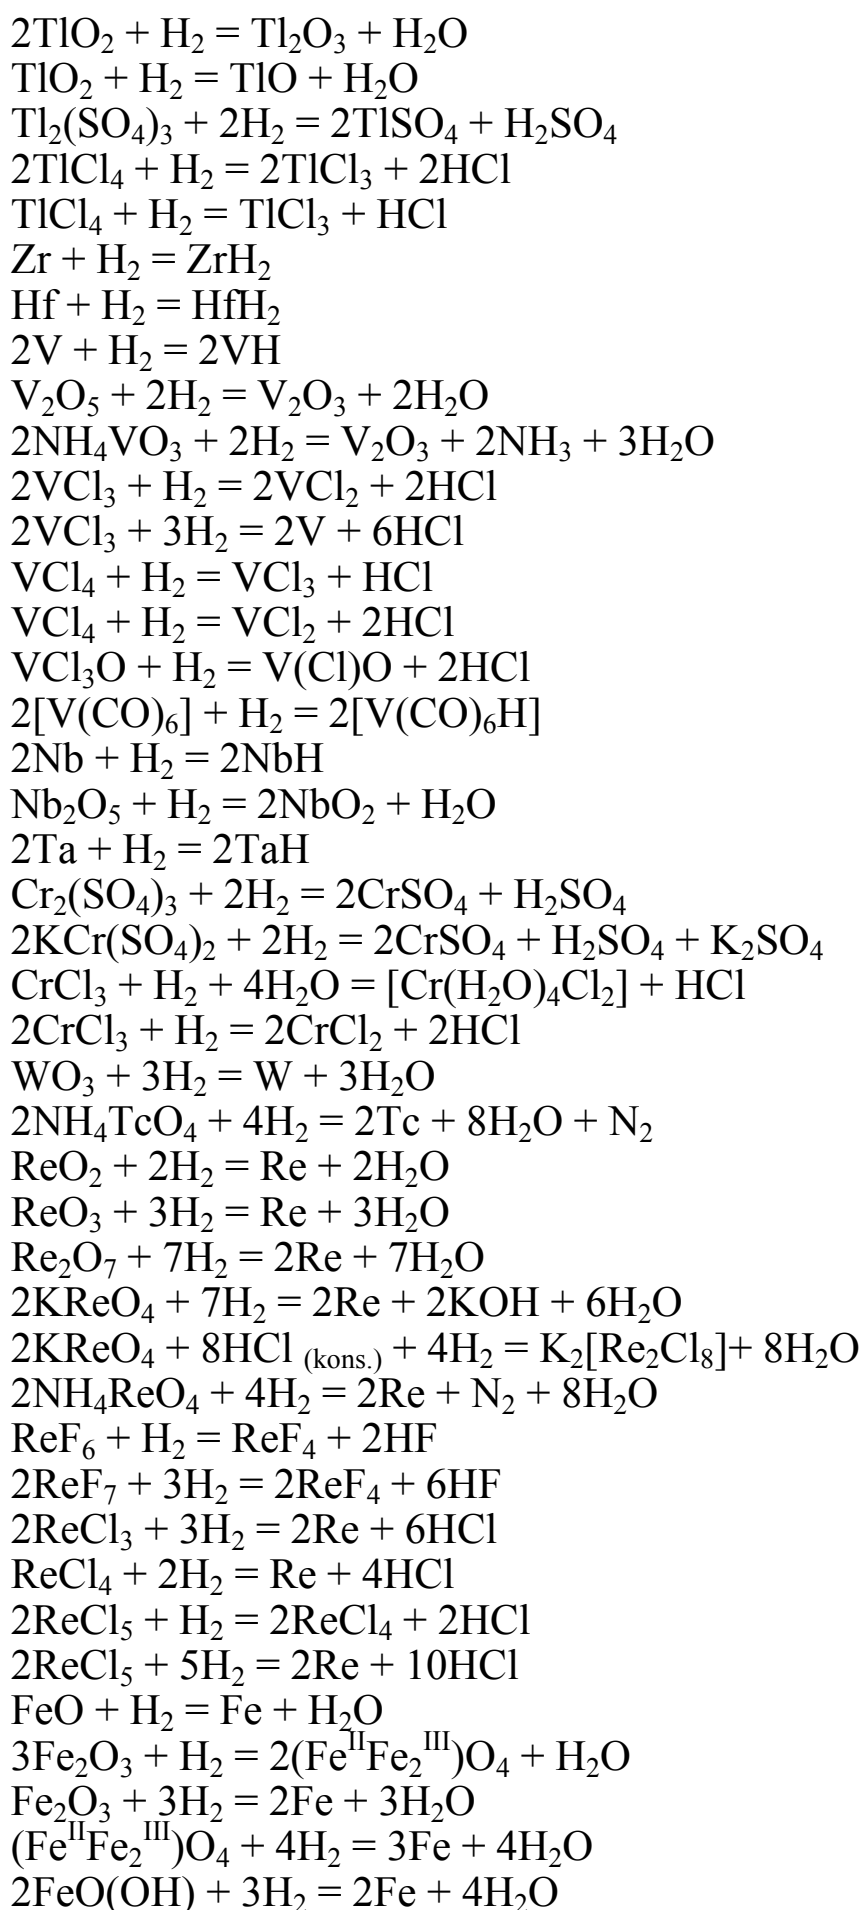 2TlO₂ + H₂ = Tl₂O₃ + H₂O
TlO₂ + H₂ = TlO + H₂O
Tl₂(SO₄)₃ + 2H₂ = 2TlSO₄ + H₂SO₄
2TlCl₄ + H₂ = 2TlCl₃ + 2HCl
TlCl₄ + H₂ = TlCl₃ + HCl
Zr + H₂ = ZrH₂
Hf + H₂ = HfH₂
2V + H₂ = 2VH
V₂O₅ + 2H₂ = V₂O₃ + 2H₂O
2NH₄VO₃ + 2H₂ = V₂O₃ + 2NH₃ + 3H₂O
2VCl₃ + H₂ = 2VCl₂ + 2HCl
2VCl₃ + 3H₂ = 2V + 6HCl
VCl₄ + H₂ = VCl₃ + HCl
VCl₄ + H₂ = VCl₂ + 2HCl
VCl₃O + H₂ = V(Cl)O + 2HCl
2[V(CO)₆] + H₂ = 2[V(CO)₆H]
2Nb + H₂ = 2NbH
Nb₂O₅ + H₂ = 2NbO₂ + H₂O
2Ta + H₂ = 2TaH
Cr₂(SO₄)₃ + 2H₂ = 2CrSO₄ + H₂SO₄
2KCr(SO₄)₂ + 2H₂ = 2CrSO₄ + H₂SO₄ + K₂SO₄
CrCl₃ + H₂ + 4H₂O = [Cr(H₂O)₄Cl₂] + HCl
2CrCl₃ + H₂ = 2CrCl₂ + 2HCl
WO₃ + 3H₂ = W + 3H₂O
2NH₄TcO₄ + 4H₂ = 2Tc + 8H₂O + N₂
ReO₂ + 2H₂ = Re + 2H₂O
ReO₃ + 3H₂ = Re + 3H₂O
Re₂O₇ + 7H₂ = 2Re + 7H₂O
2KReO₄ + 7H₂ = 2Re + 2KOH + 6H₂O
2KReO₄ + 8HCl (kons.) + 4H₂ = K₂[Re₂Cl₈]+ 8H₂O
2NH₄ReO₄ + 4H₂ = 2Re + N₂ + 8H₂O
ReF₆ + H₂ = ReF₄ + 2HF
2ReF₇ + 3H₂ = 2ReF₄ + 6HF
2ReCl₃ + 3H₂ = 2Re + 6HCl
ReCl₄ + 2H₂ = Re + 4HCl
2ReCl₅ + H₂ = 2ReCl₄ + 2HCl
2ReCl₅ + 5H₂ = 2Re + 10HCl
FeO + H₂ = Fe + H₂O
3Fe₂O₃ + H₂ = 2(FeᴵᴵFe₂ᴵᴵᴵ)O₄ + H₂O
Fe₂O₃ + 3H₂ = 2Fe + 3H₂O
(FeᴵᴵFe₂ᴵᴵᴵ)O₄ + 4H₂ = 3Fe + 4H₂O
2FeO(OH) + 3H₂ = 2Fe + 4H₂O